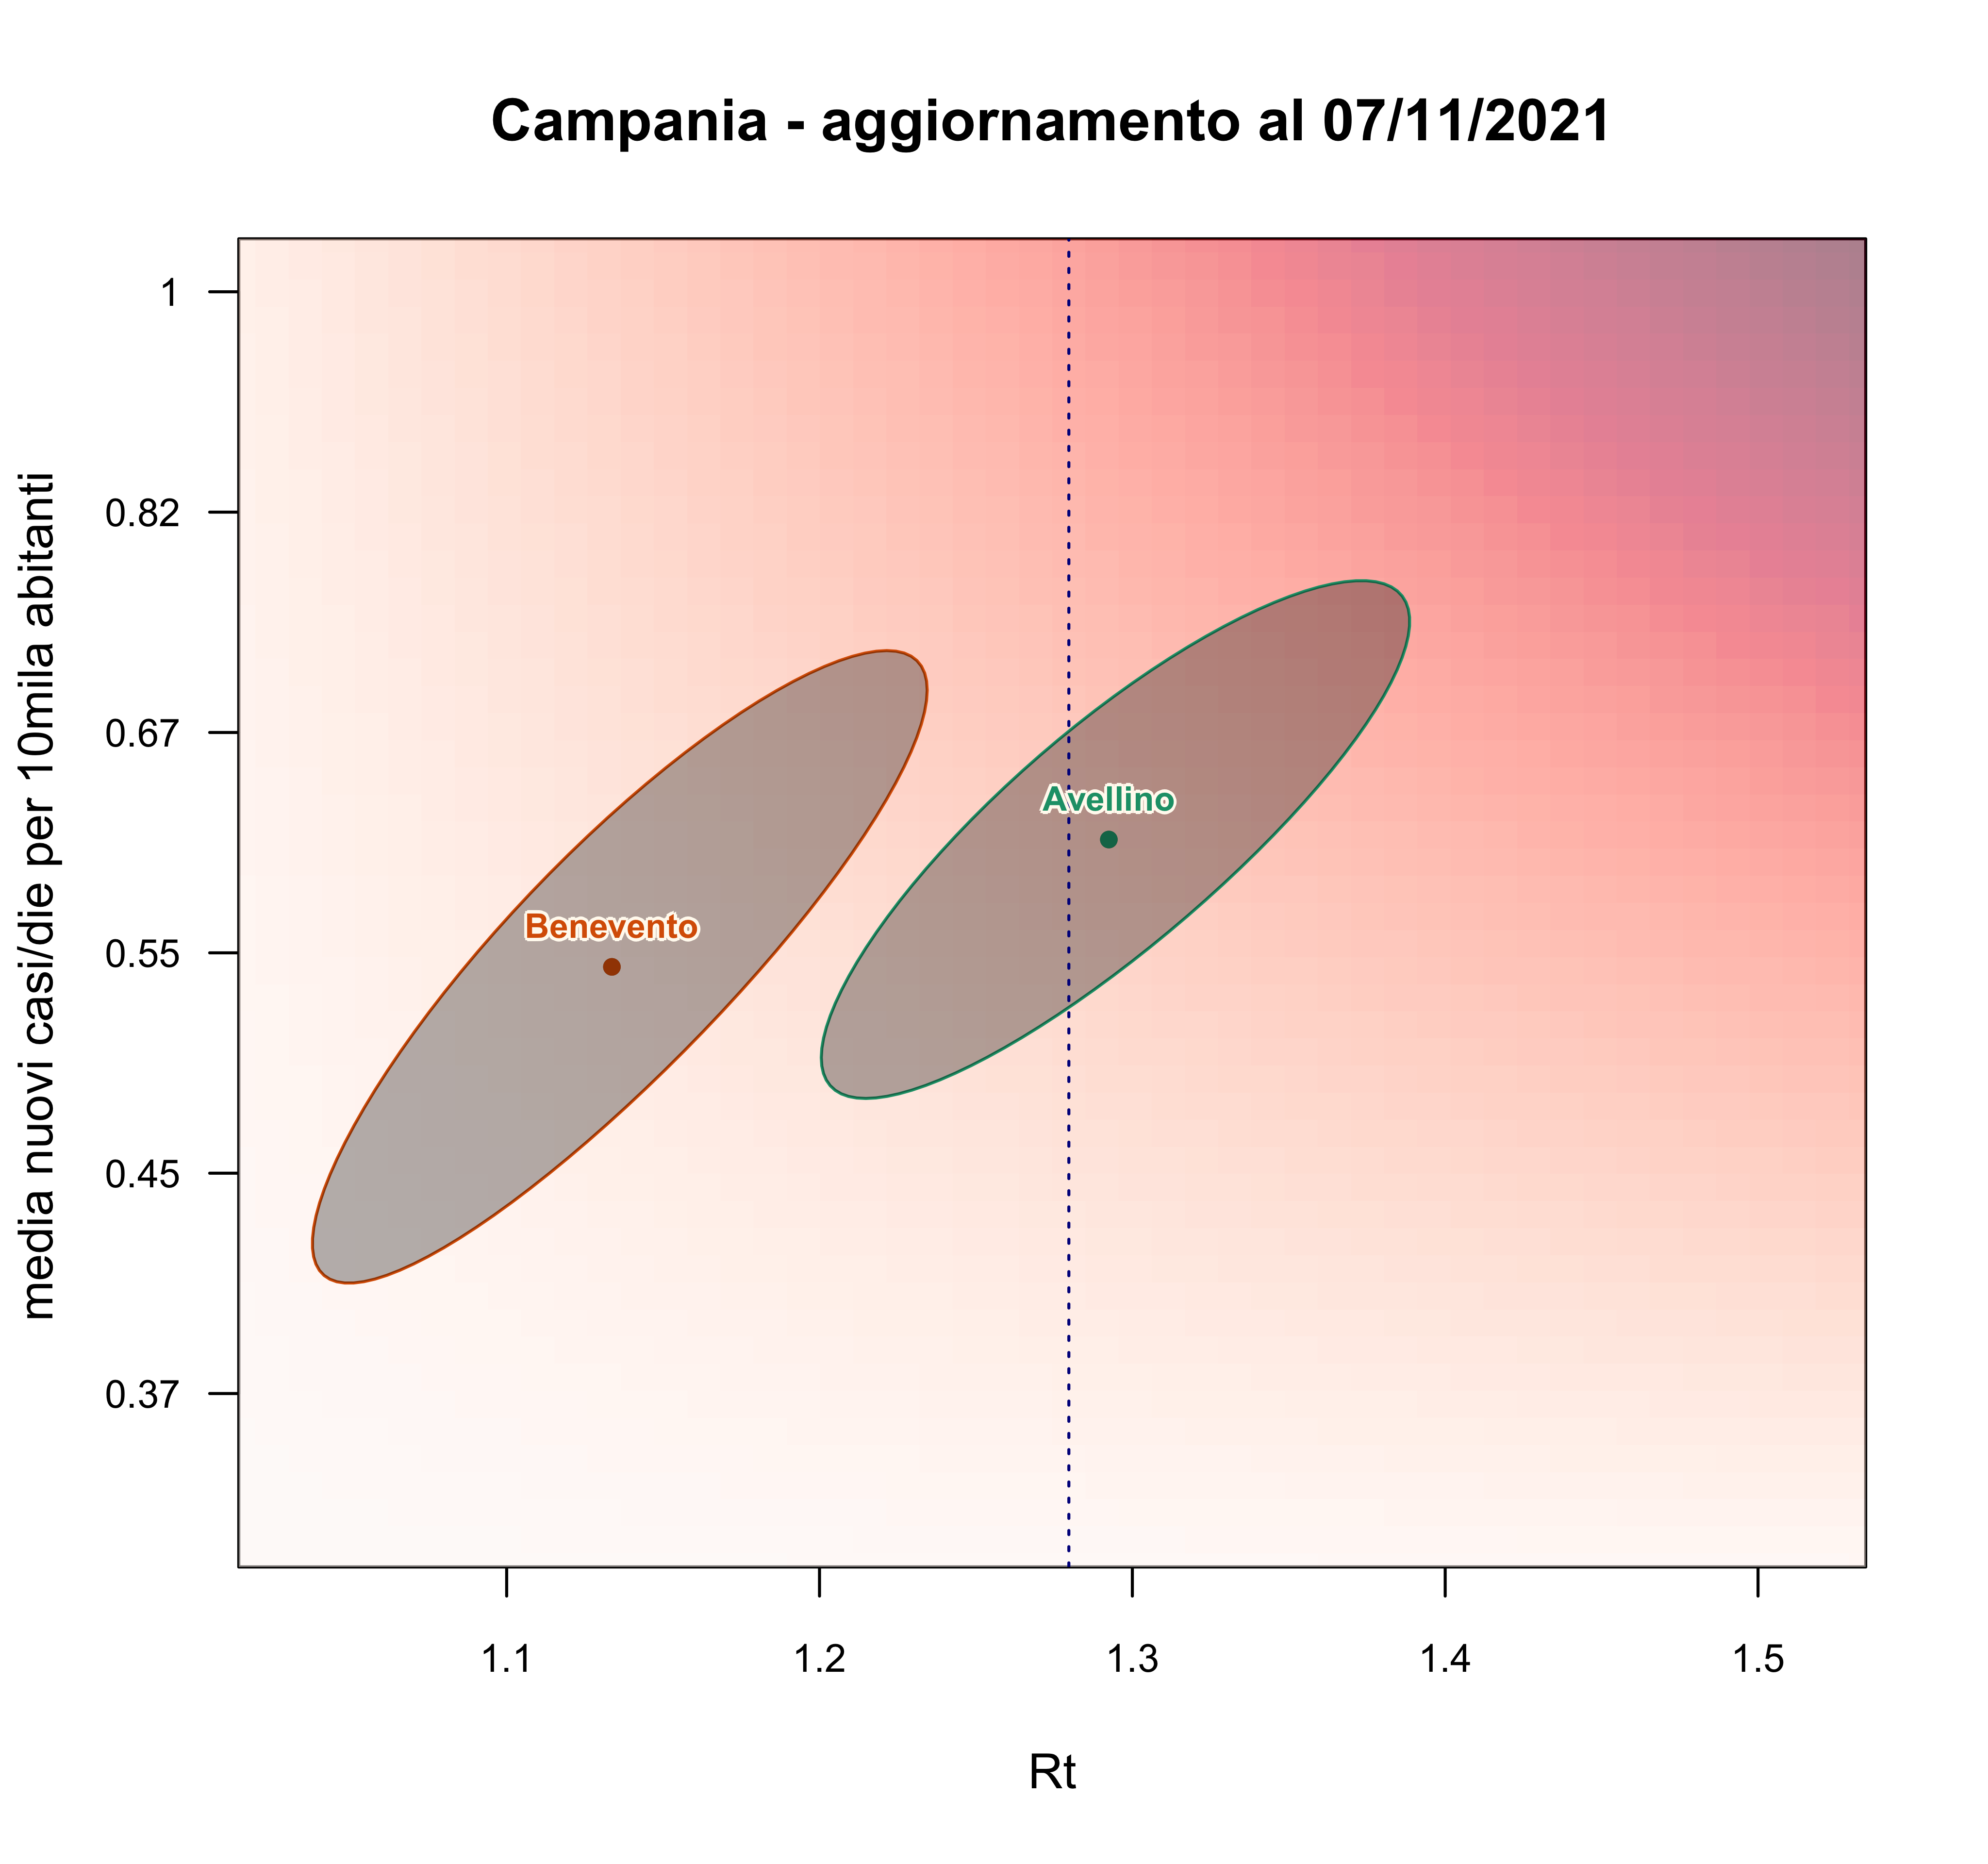 Campania - aggiornamento al 07/11/2021
media nuovi casi/die per 10mila abitanti
1
0.82
0.67
0.55
0.45
0.37
Avellino
Benevento
1.1 1.2 1.3 1.4 1.5
Rt